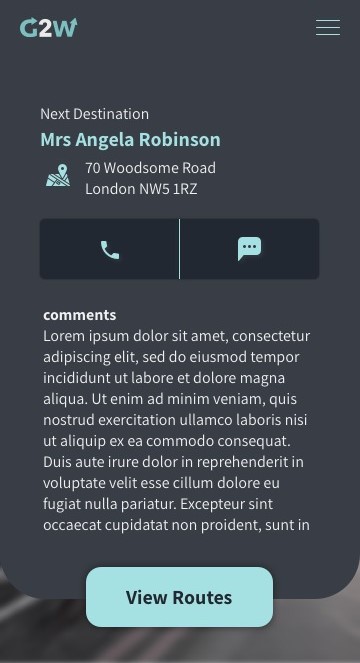 G2W
Next Destination
Mrs Angela Robinson
70 Woodsome Road
London NW5 1RZ
comments
Lorem ipsum dolor sit amet, consectetur
adipiscing elit, sed do eiusmod tempor
incididunt ut labore et dolore magna
aliqua. Ut enim ad minim veniam, quis
nostrud exercitation ullamco laboris nisi
ut aliquip ex ea commodo consequat.
Duis aute irure dolor in reprehenderit in
voluptate velit esse cillum dolore eu
fugiat nulla pariatur. Excepteur sint
occaecat cupidatat non proident, sunt in
View Routes